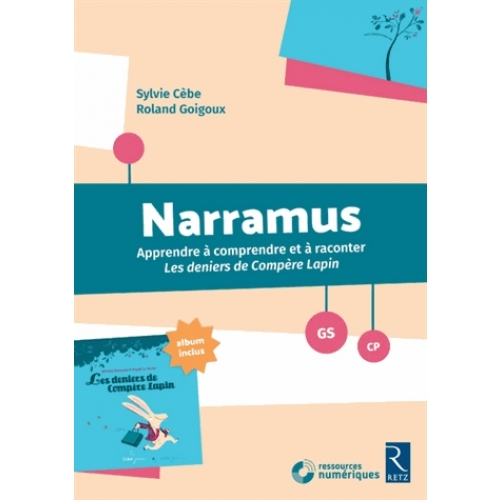 Sylvie Cèbe
Roland Goigoux
Narramus
Apprendre à comprendre et à raconter
Les deniers de Compère Lapin
GS
CP
album
inclus
Les deniers de
Compère Lapin
ressources
numériques
R
RETZ